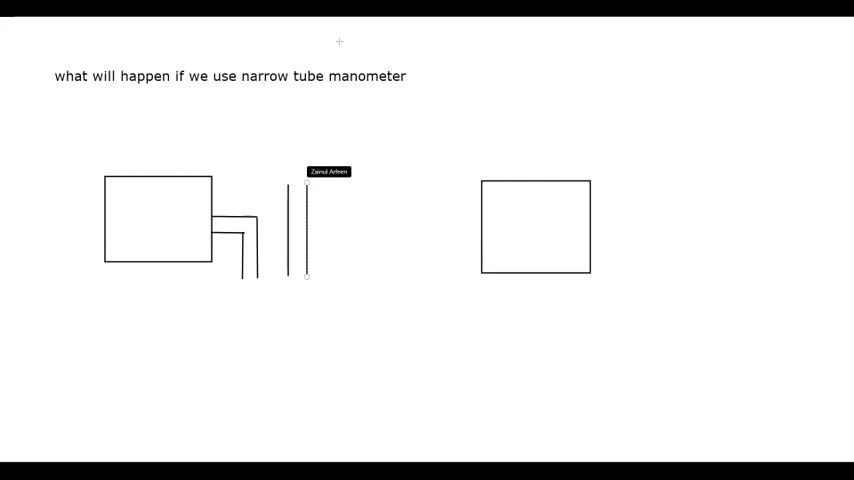 what will happen if we use narrow tube manometer
Zainul Arfeen